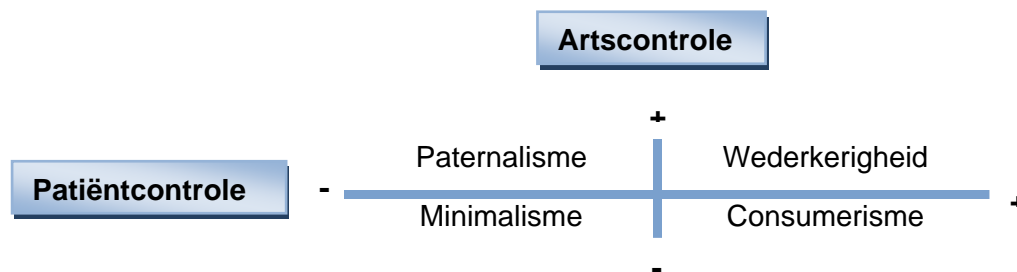 Artscontrole
+
Paternalisme Wederkerigheid
Patiëntcontrole - +
Minimalisme Consumerisme
-